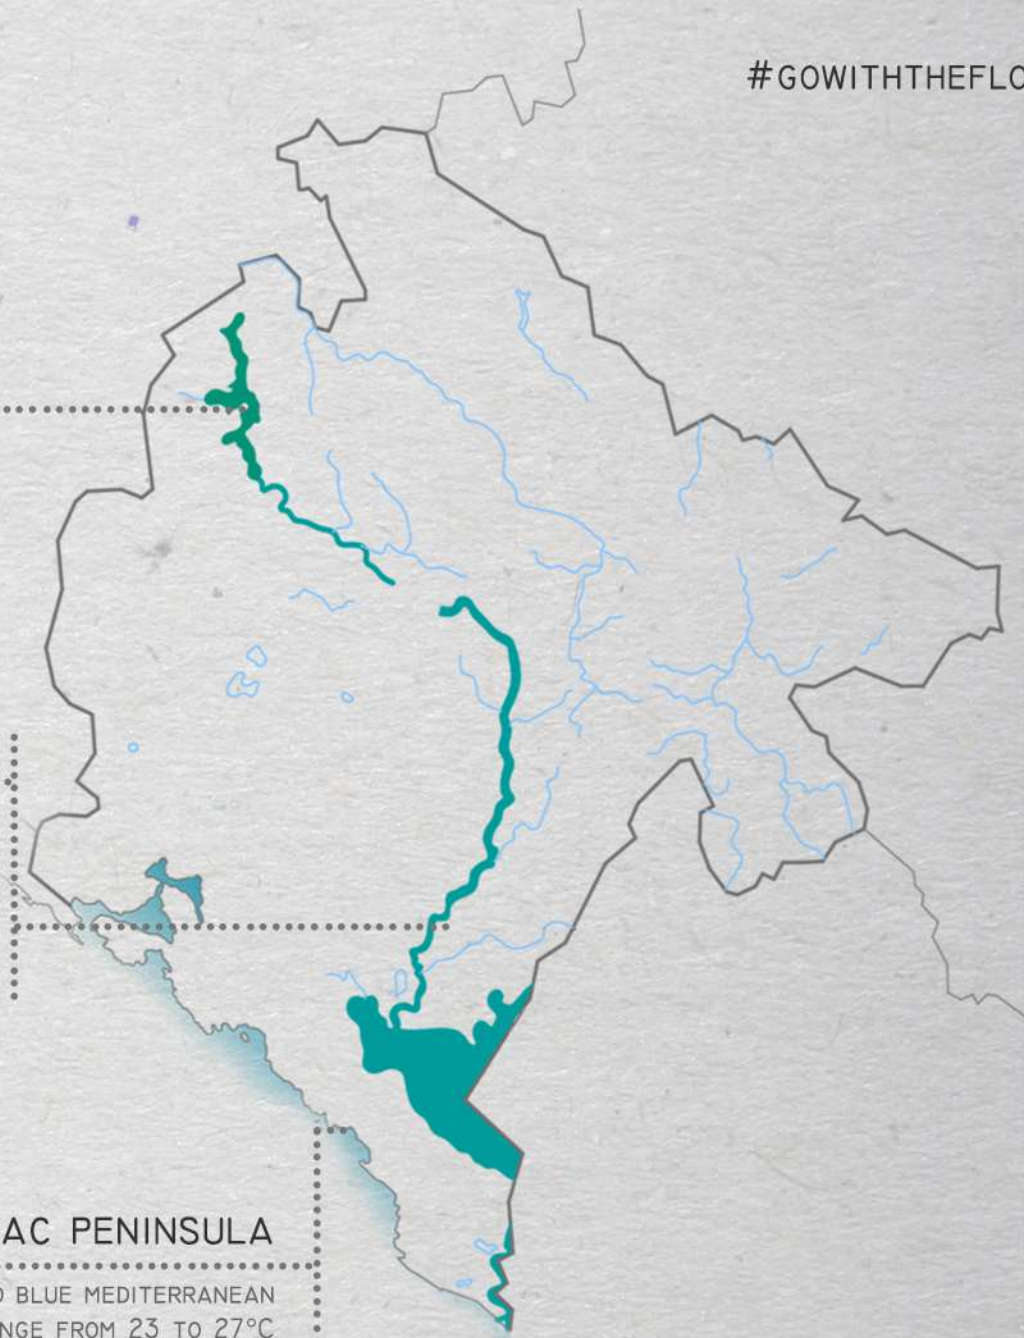 #GOWITHTHEFLO
AC PENINSULA
BLUE MEDITERRANEAN
NGE FROM 23 TO 27°C